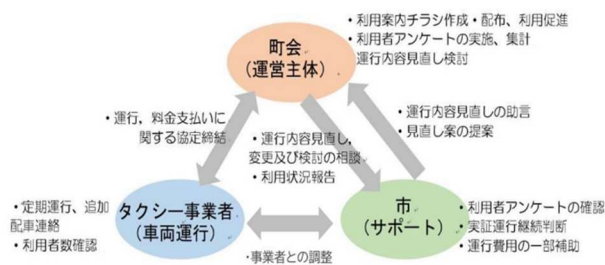 ・利用案内チラシ作成・配布、利用促進
・利用者アンケートの実施、集計
運行内容見直し検討
町会
（運営主体）
・運行、料金支払いに
関する協定締結
・運行内容見直し、
変更及び検討の相談
・利用状況報告
・運行内容見直しの助言
・見直し案の提案
・定期運行、追加
配車連絡
・利用者数確認
タクシー事業者
（車両運行）
・事業者との調整
市
（サポート）
・利用者アンケートの確認
・実証運行継続判断
・運行費用の一部補助